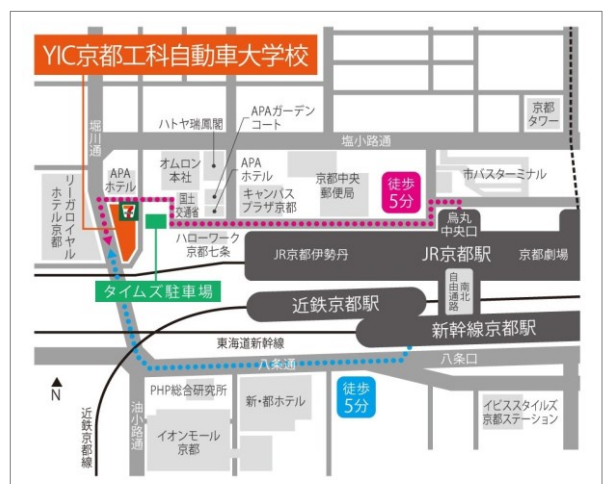 YIC京都工科自動車大学校
堀川通
ハトヤ瑞鳳閣
APAガーデン
コート
塩小路通
京都
タワー
リーガロイヤル
ホテル京都
APA
ホテル
オムロン
本社
国土
交通省
APA
ホテル
キャンパス
プラザ京都
京都中央
郵便局
徒歩
5分
市バスターミナル
烏丸
中央口
7
ハローワーク
京都七条
JR京都伊勢丹
JR京都駅
京都劇場
タイムズ駐車場
南北
自由通路
近鉄京都駅
新幹線京都駅
東海道新幹線
八条通
八条口
N
近鉄京都線
油小路通
PHP総合研究所
新・都ホテル
徒歩
5分
イオンモール
京都
イビススタイルズ
京都ステーション